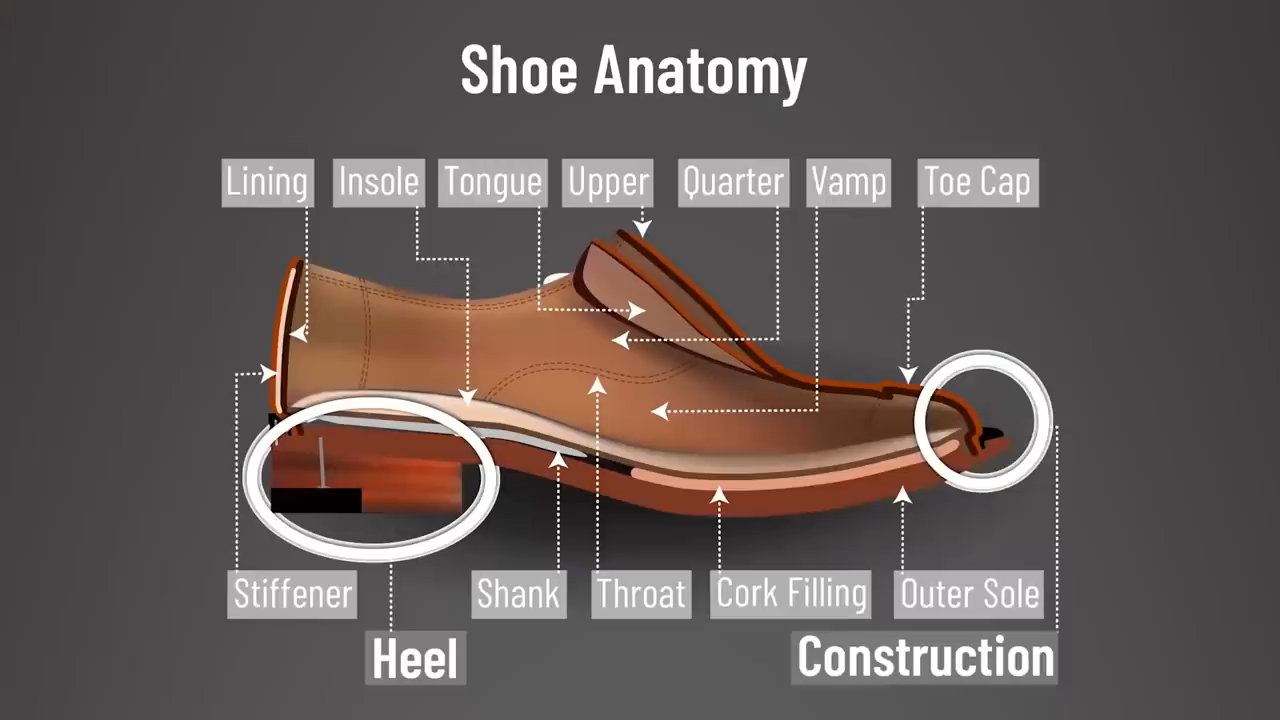 Shoe Anatomy
Lining Insole Tongue Upper Quarter Vamp Toe Cap
Stiffener Shank Throat Cork Filling Outer Sole
Heel Construction